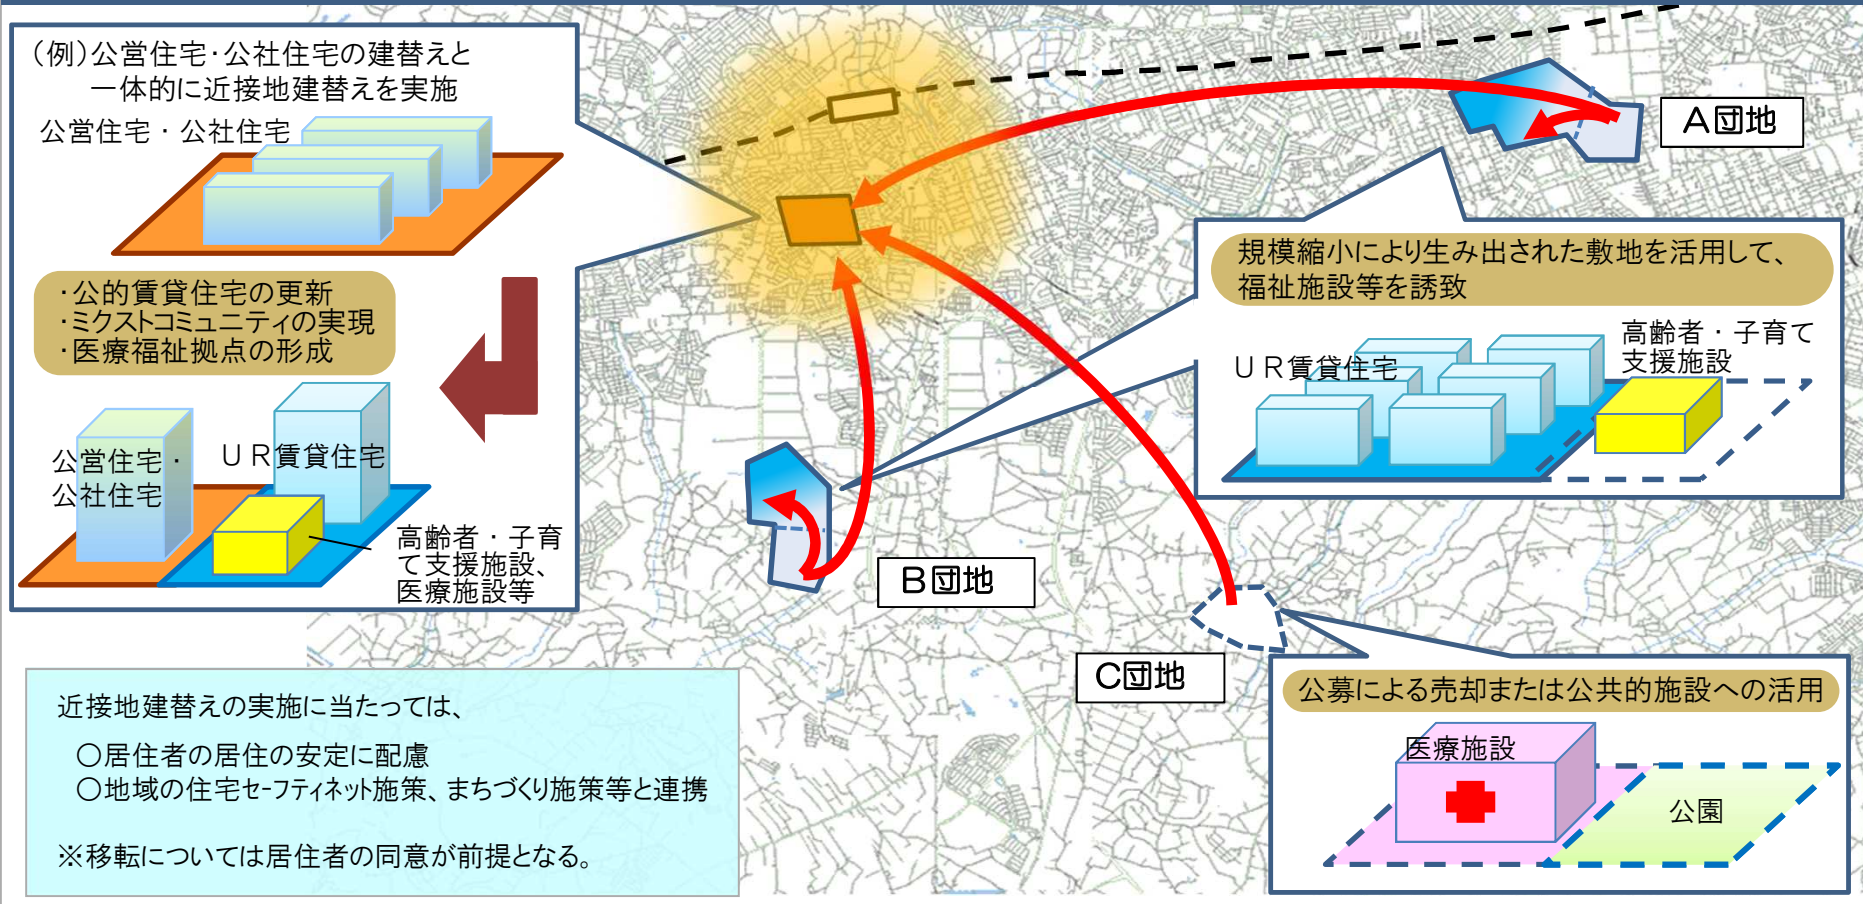 （例）公営住宅・公社住宅の建替えと
一体的に近接地建替えを実施
公営住宅・公社住宅
・公的賃貸住宅の更新
・ミクストコミュニティの実現
・医療福祉拠点の形成
公営住宅・
公社住宅
ＵＲ賃貸住宅
高齢者・子育
て支援施設、
医療施設等
A団地
規模縮小により生み出された敷地を活用して、
福祉施設等を誘致
ＵＲ賃貸住宅
高齢者・子育て
支援施設
B団地
C団地
公募による売却または公共的施設への活用
医療施設
公園
近接地建替えの実施に当たっては、
○居住者の居住の安定に配慮
○地域の住宅セーフティネット施策、まちづくり施策等と連携
※移転については居住者の同意が前提となる。